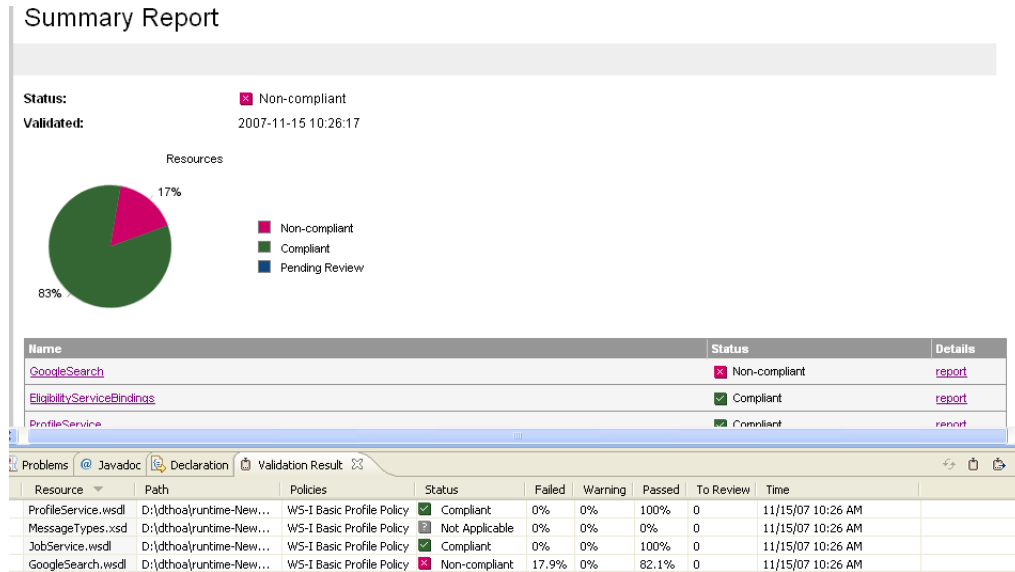 Summary Report
Status: Non-compliant
Validated: 2007-11-15 10:26:17
Resources
17%
83%
Non-compliant
Compliant
Pending Review
Name Status Details
GoogleSearch Non-compliant report
EligibilityServiceBindings Compliant report
ProfileService Compliant report
Problems @ Javadoc Declaration Validation Result
Resource Path Policies Status Failed Warning Passed To Review Time
ProfileService.wsdl D:\dthoa\runtime-New... WS-I Basic Profile Policy Compliant 0% 0% 100% 0 11/15/07 10:26 AM
MessageTypes.xsd D:\dthoa\runtime-New... WS-I Basic Profile Policy Not Applicable 0% 0% 0% 0 11/15/07 10:26 AM
JobService.wsdl D:\dthoa\runtime-New... WS-I Basic Profile Policy Compliant 0% 0% 100% 0 11/15/07 10:26 AM
GoogleSearch.wsdl D:\dthoa\runtime-New... WS-I Basic Profile Policy Non-compliant 17.9% 0% 82.1% 0 11/15/07 10:26 AM